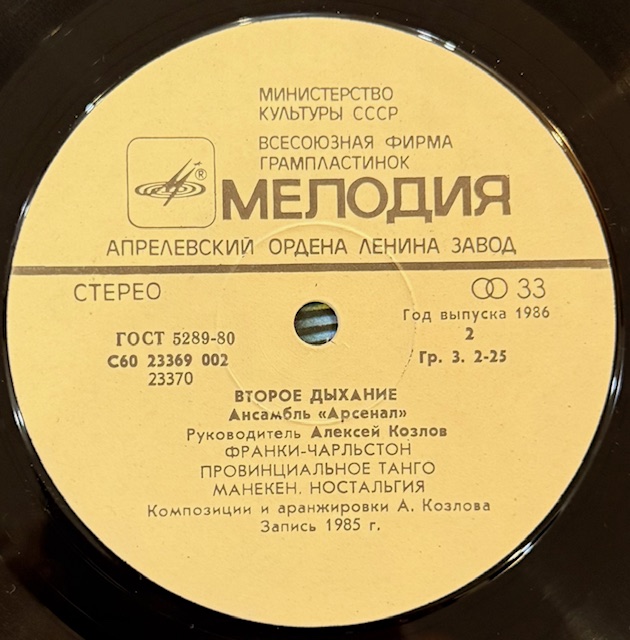 МИНИСТЕРСТВО
КУЛЬТУРЫ СССР
ВСЕСОЮЗНАЯ ФИРМА
ГРАМПЛАСТИНОК
®
МЕЛОДИЯ
АПРЕЛЕВСКИЙ ОРДЕНА ЛЕНИНА ЗАВОД
СТЕРЕО
33
Год выпуска 1986
ГОСТ 5289-80
2
С60 23369 002
Гр. 3. 2-25
23370
ВТОРОЕ ДЫХАНИЕ
Ансамбль «Арсенал»
Руководитель Алексей Козлов
ФРАНКИ-ЧАРЛЬСТОН
ПРОВИНЦИАЛЬНОЕ ТАНГО
МАНЕКЕН. НОСТАЛЬГИЯ
Композиции и аранжировки А. Козлова
Запись 1985 г.